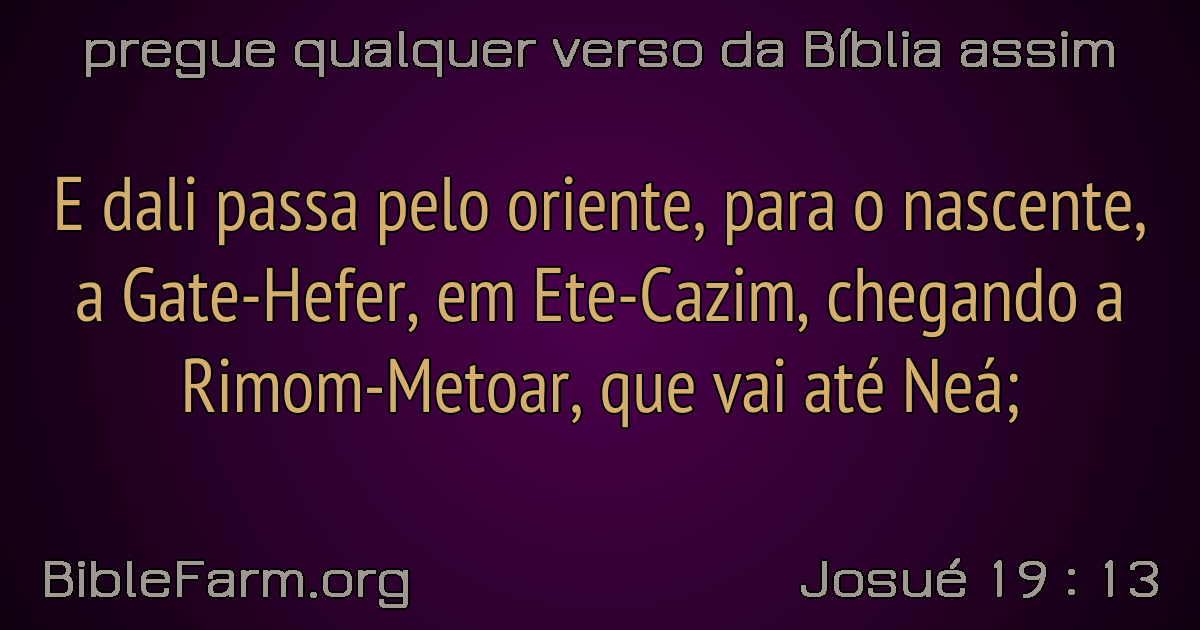 pregue qualquer verso da Bíblia assim
E dali passa pelo oriente, para o nascente,
a Gate-Hefer, em Ete-Cazim, chegando a
Rimom-Metoar, que vai até Neá;
BibleFarm.org
Josué 19 : 13